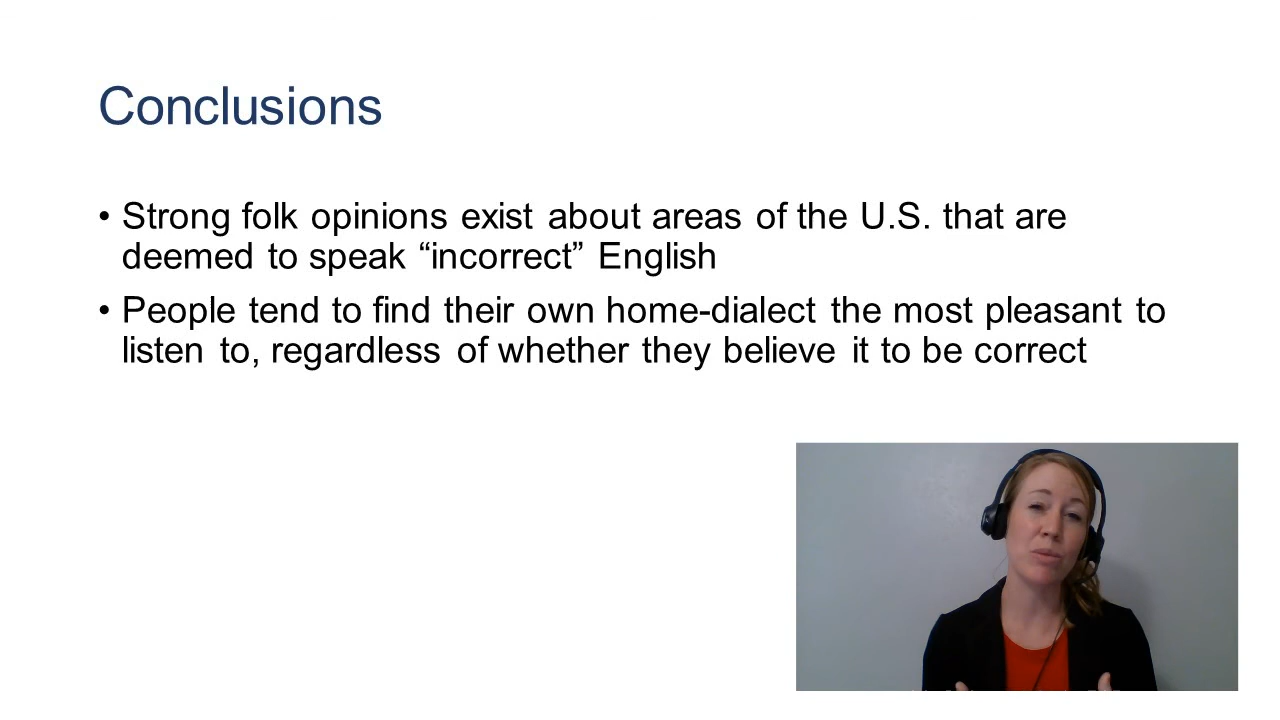 Conclusions
• Strong folk opinions exist about areas of the U.S. that are
deemed to speak “incorrect” English
• People tend to find their own home-dialect the most pleasant to
listen to, regardless of whether they believe it to be correct